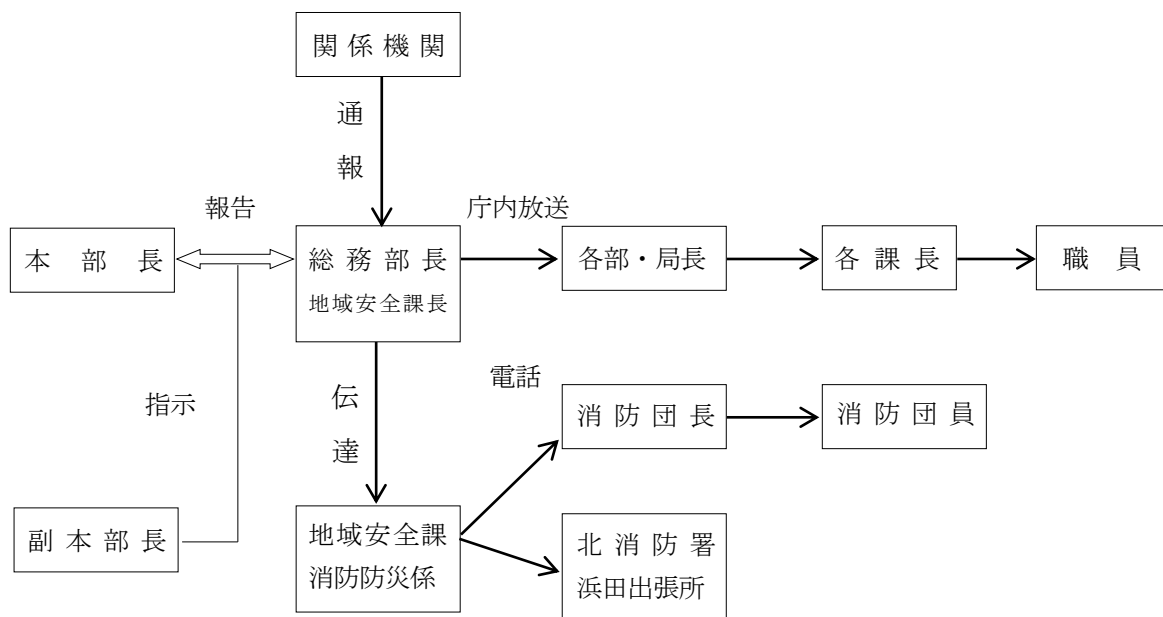 関係機関
通報
報告
庁内放送
本部長
総務部長
地域安全課長
各部・局長
各課長
職員
指示
伝達
電話
消防団長
消防団員
副本部長
地域安全課
消防防災係
北消防署
浜田出張所